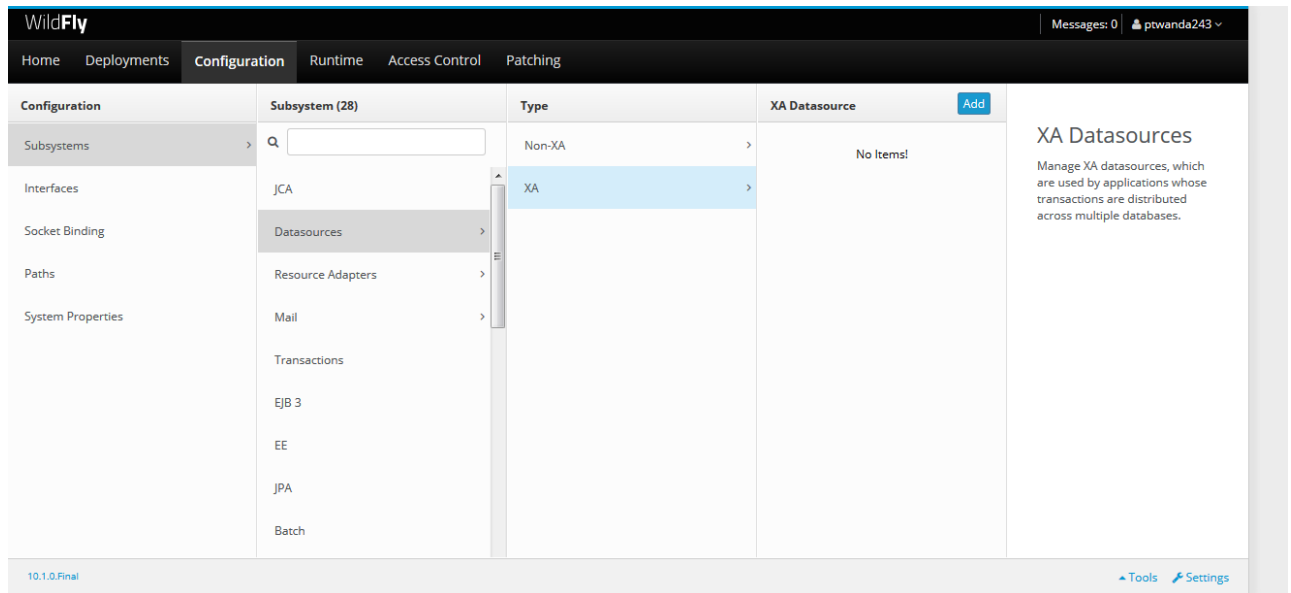 WildFly
Messages: 0 ptwanda243
Home Deployments Configuration Runtime Access Control Patching
Configuration
Subsystems
Interfaces
Socket Binding
Paths
System Properties
Subsystem (28)
JCA
Datasources
Resource Adapters
Mail
Transactions
EJB 3
EE
JPA
Batch
Type
Non-XA
XA
XA Datasource Add
No Items!
XA Datasources
Manage XA datasources, which
are used by applications whose
transactions are distributed
across multiple databases.
10.1.0.Final
Tools Settings